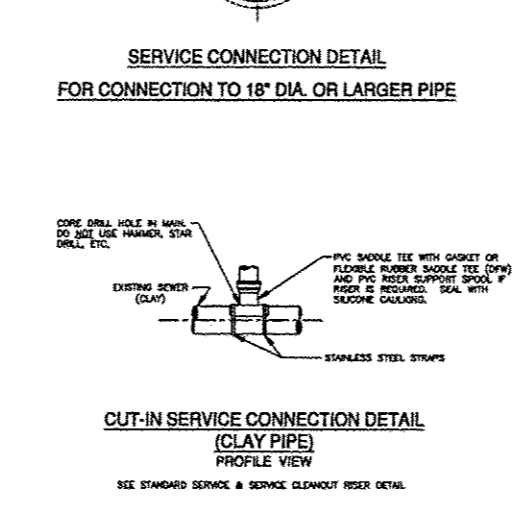 SERVICE CONNECTION DETAIL
FOR CONNECTION TO 18" DIA. OR LARGER PIPE
CORE DRILL HOLE IN MAIN.
DO NOT USE HAMMER, STAR
DRILL, ETC.
PVC SADDLE TEE WITH GASKET OR
FLEXIBLE RUBBER SADDLE TEE (DFW)
AND PVC RISER SUPPORT SPOOL IF
RISER IS REQUIRED. SEAL WITH
SILICONE CAULKING.
EXISTING SEWER
(CLAY)
STAINLESS STEEL STRAPS
CUT-IN SERVICE CONNECTION DETAIL
(CLAY PIPE)
PROFILE VIEW
SEE STANDARD SERVICE & SERVICE CLEANOUT RISER DETAIL